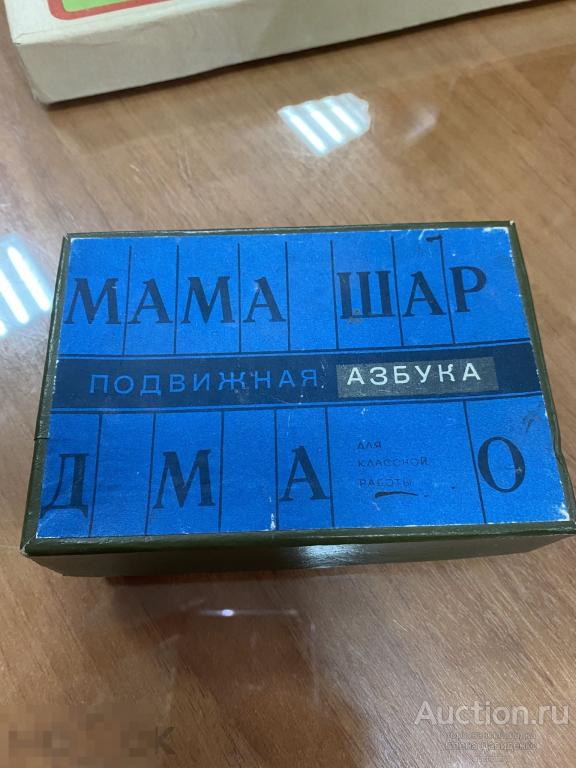 МАМА ШАР
ПОДВИЖНАЯ АЗБУКА
Д М А О
ДЛЯ
КЛАССНОЙ
РАБОТЫ
Auction.ru